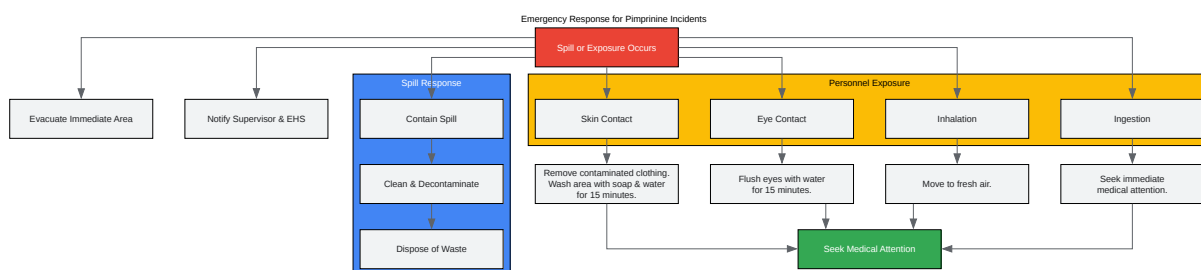 Emergency Response for Pimprinine Incidents
Spill or Exposure Occurs
Spill Response
Personnel Exposure
Evacuate Immediate Area
Notify Supervisor & EHS
Contain Spill
Skin Contact
Eye Contact
Inhalation
Ingestion
Clean & Decontaminate
Remove contaminated clothing.
Wash area with soap & water
for 15 minutes.
Flush eyes with water
for 15 minutes.
Move to fresh air.
Seek immediate
medical attention.
Dispose of Waste
Seek Medical Attention